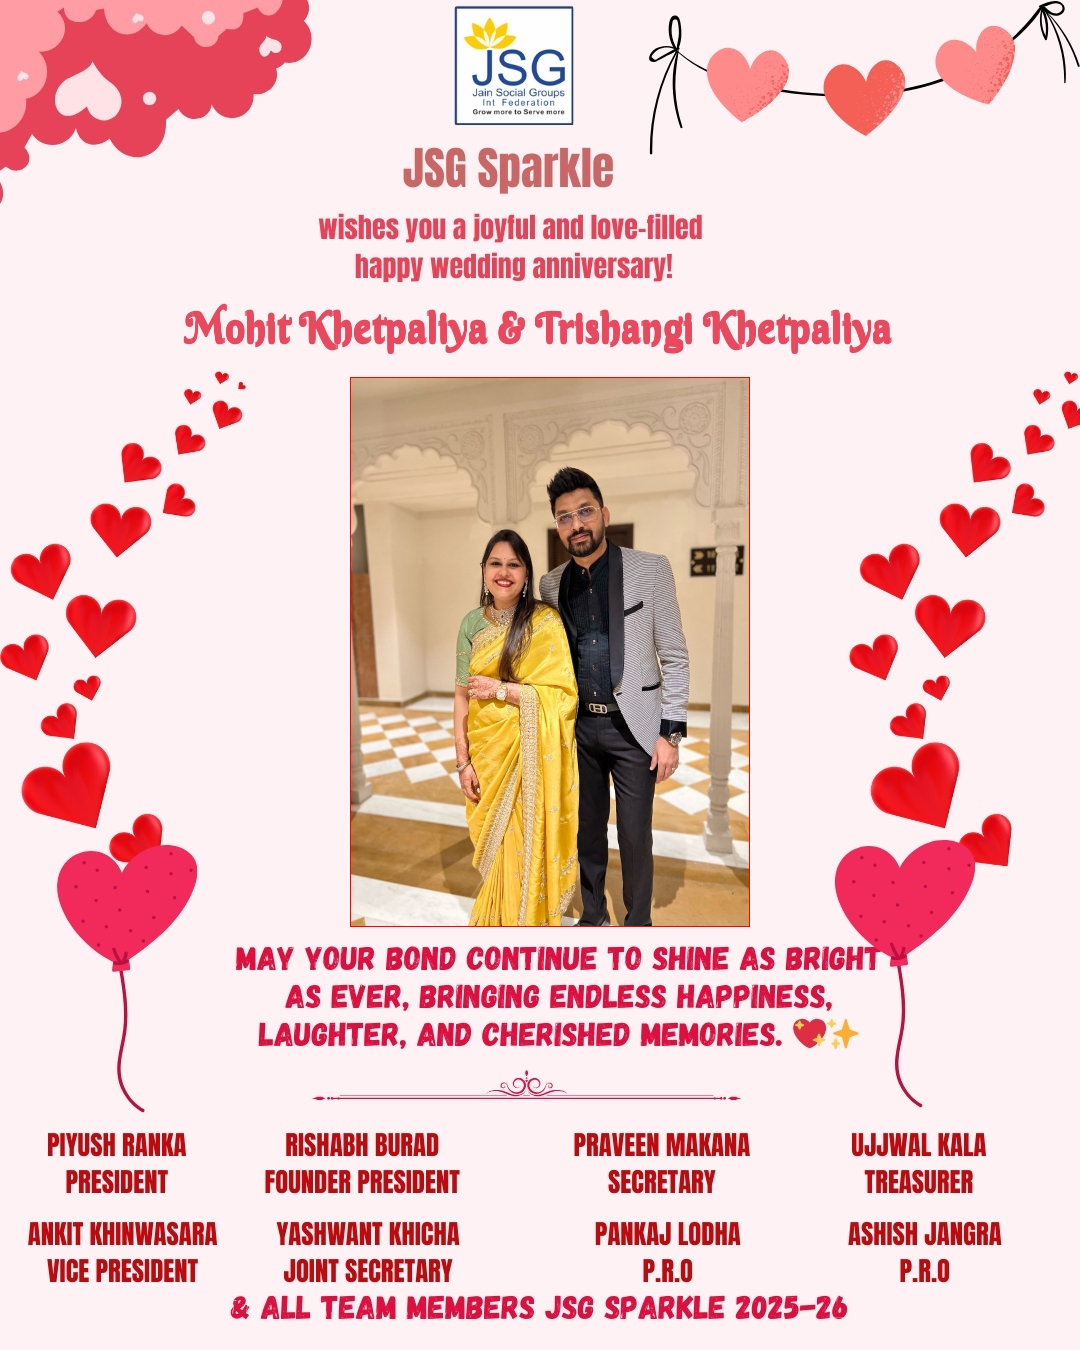 JSG
Jain Social Groups
Int Federation
Grow more to Serve more
JSG Sparkle
wishes you a joyful and love-filled
happy wedding anniversary!
Mohit Khetpaliya & Trishangi Khetpaliya
MAY YOUR BOND CONTINUE TO SHINE AS BRIGHT
AS EVER, BRINGING ENDLESS HAPPINESS,
LAUGHTER, AND CHERISHED MEMORIES. 💖✨
PIYUSH RANKA
PRESIDENT
RISHABH BURAD
FOUNDER PRESIDENT
PRAVEEN MAKANA
SECRETARY
UJJWAL KALA
TREASURER
ANKIT KHINWASARA
VICE PRESIDENT
YASHWANT KHICHA
JOINT SECRETARY
PANKAJ LODHA
P.R.O
ASHISH JANGRA
P.R.O
& ALL TEAM MEMBERS JSG SPARKLE 2025-26